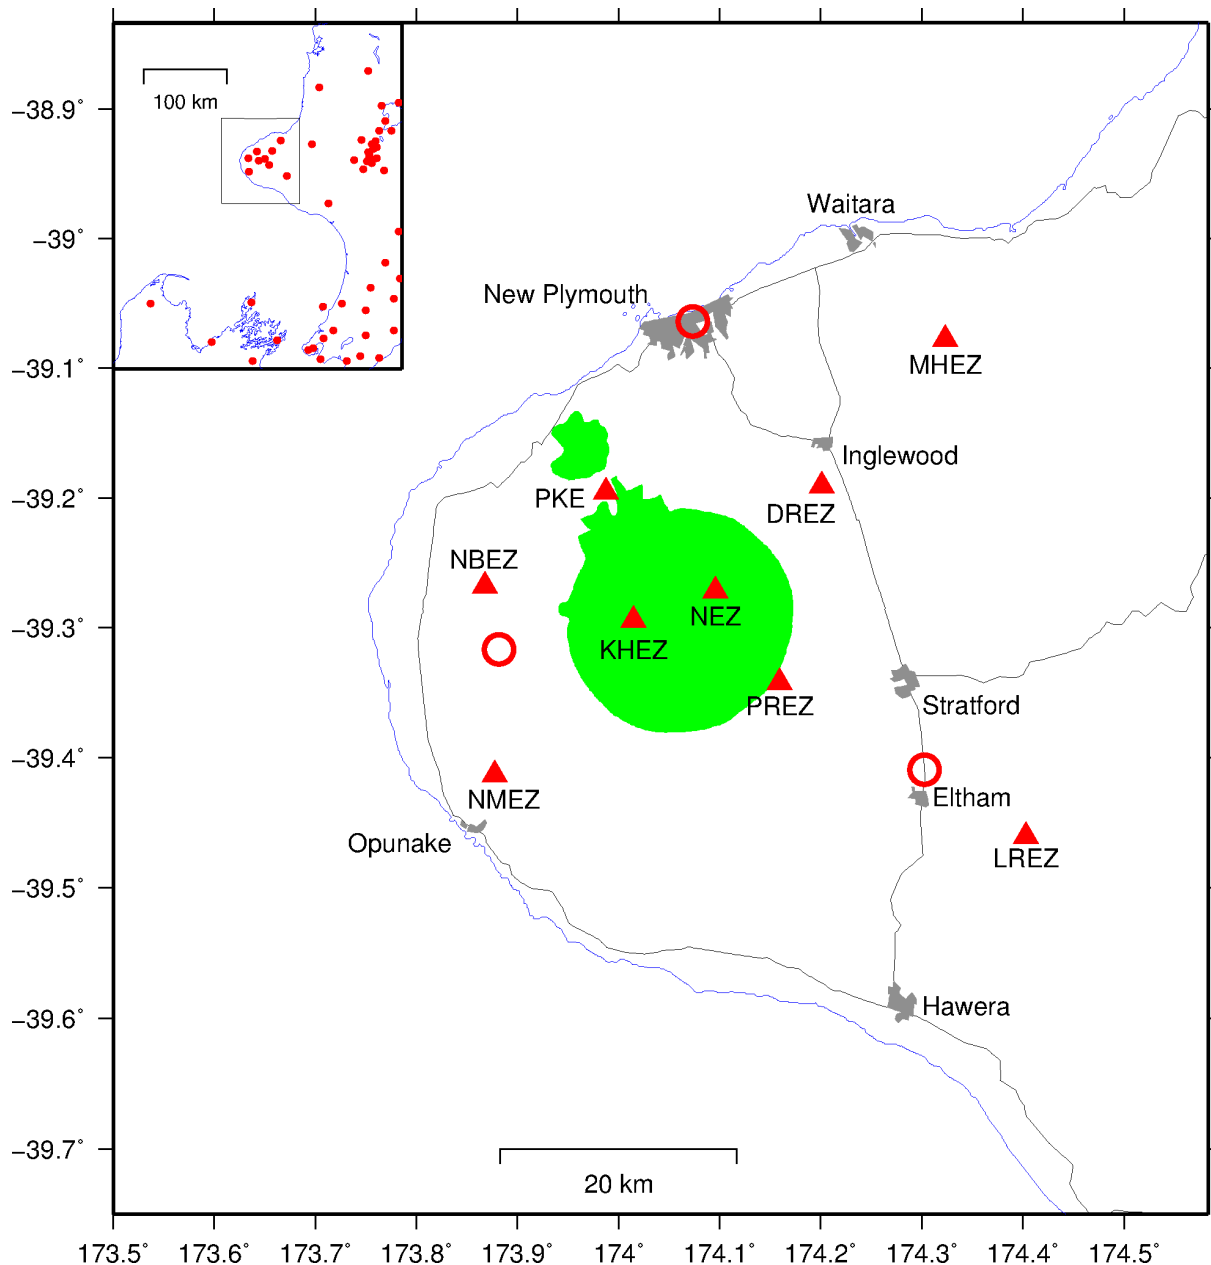 100 km
−38.9˚
−39˚
−39.1˚
−39.2˚
−39.3˚
−39.4˚
−39.5˚
−39.6˚
−39.7˚
Waitara
New Plymouth
MHEZ
Inglewood
PKE
DREZ
NBEZ
NEZ
KHEZ
PREZ
Stratford
NMEZ
Eltham
Opunake
LREZ
Hawera
20 km
173.5˚ 173.6˚ 173.7˚ 173.8˚ 173.9˚ 174˚ 174.1˚ 174.2˚ 174.3˚ 174.4˚ 174.5˚